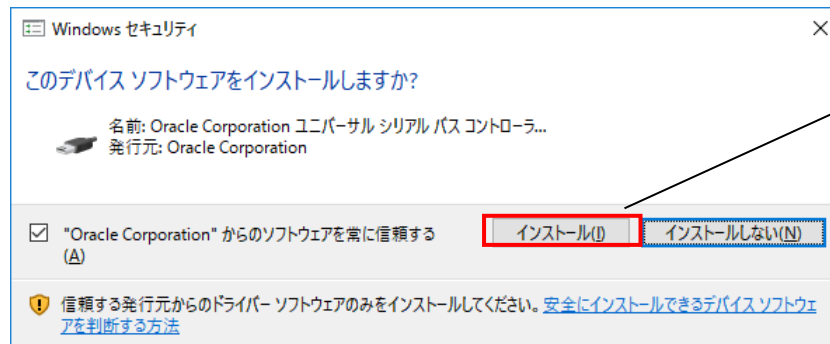 Windows セキュリティ
このデバイス ソフトウェアをインストールしますか?
名前: Oracle Corporation ユニバーサル シリアル バス コントローラ...
発行元: Oracle Corporation
"Oracle Corporation" からのソフトウェアを常に信頼する
(A)
インストール(I)
インストールしない(N)
信頼する発行元からのドライバー ソフトウェアのみをインストールしてください。安全にインストールできるデバイス ソフトウェ
アを判断する方法